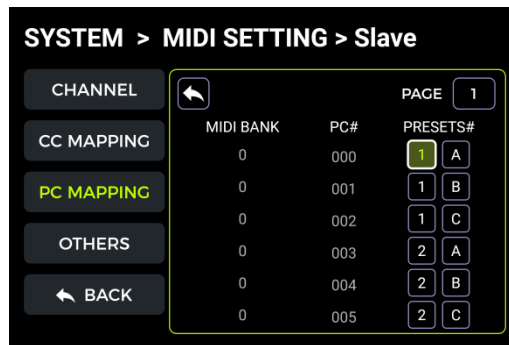 SYSTEM > MIDI SETTING > Slave
CHANNEL
CC MAPPING
PC MAPPING
OTHERS
BACK
PAGE 1
MIDI BANK PC# PRESETS#
0 000 1 A
0 001 1 B
0 002 1 C
0 003 2 A
0 004 2 B
0 005 2 C